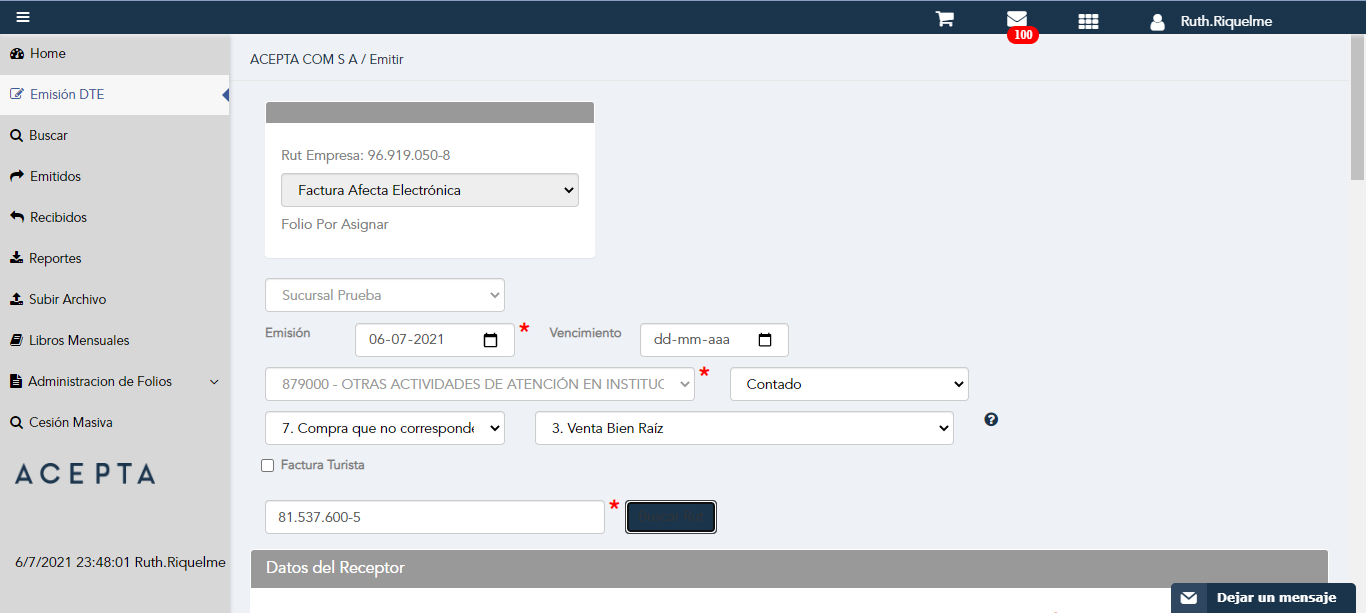 Ruth.Riquelme
100
Home
ACEPTA COM S A / Emitir
Emisión DTE
Buscar
Emitidos
Recibidos
Reportes
Subir Archivo
Libros Mensuales
Administracion de Folios
Cesión Masiva
ACEPTA
6/7/2021 23:48:01 Ruth.Riquelme
Rut Empresa: 96.919.050-8
Factura Afecta Electrónica
Folio Por Asignar
Sucursal Prueba
Emisión 06-07-2021 * Vencimiento dd-mm-aaa
879000 - OTRAS ACTIVIDADES DE ATENCIÓN EN INSTITUC * Contado
7. Compra que no corresponde 3. Venta Bien Raíz
Factura Turista
81.537.600-5 *
Datos del Receptor
Dejar un mensaje